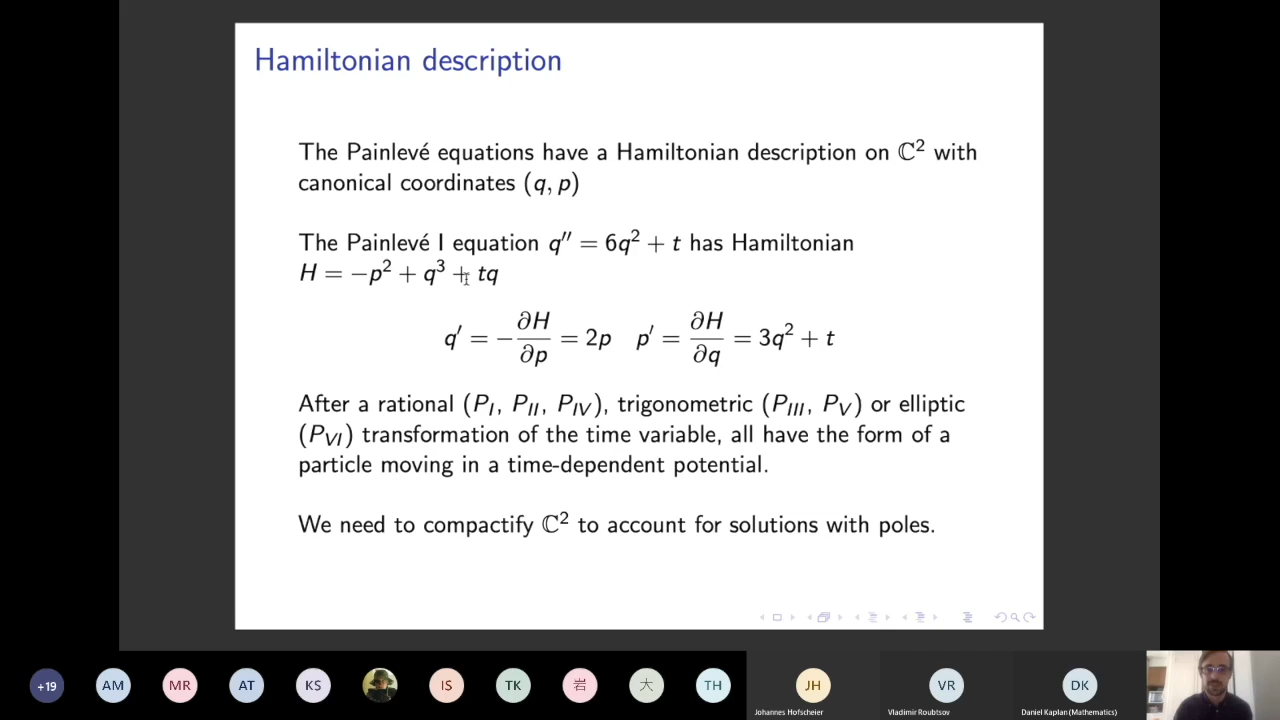 Hamiltonian description
The Painlevé equations have a Hamiltonian description on ℂ² with
canonical coordinates (q, p)
The Painlevé I equation q″ = 6q² + t has Hamiltonian
H = −p² + q³ + tq
q′ = −∂H/∂p = 2p p′ = ∂H/∂q = 3q² + t
After a rational (P_I, P_II, P_IV), trigonometric (P_III, P_V) or elliptic
(P_VI) transformation of the time variable, all have the form of a
particle moving in a time-dependent potential.
We need to compactify ℂ² to account for solutions with poles.
+19 AM MR AT KS IS TK 岩 大 TH JH VR DK
Johannes Hofscheier Vladimir Roubtsov Daniel Kaplan (Mathematics)